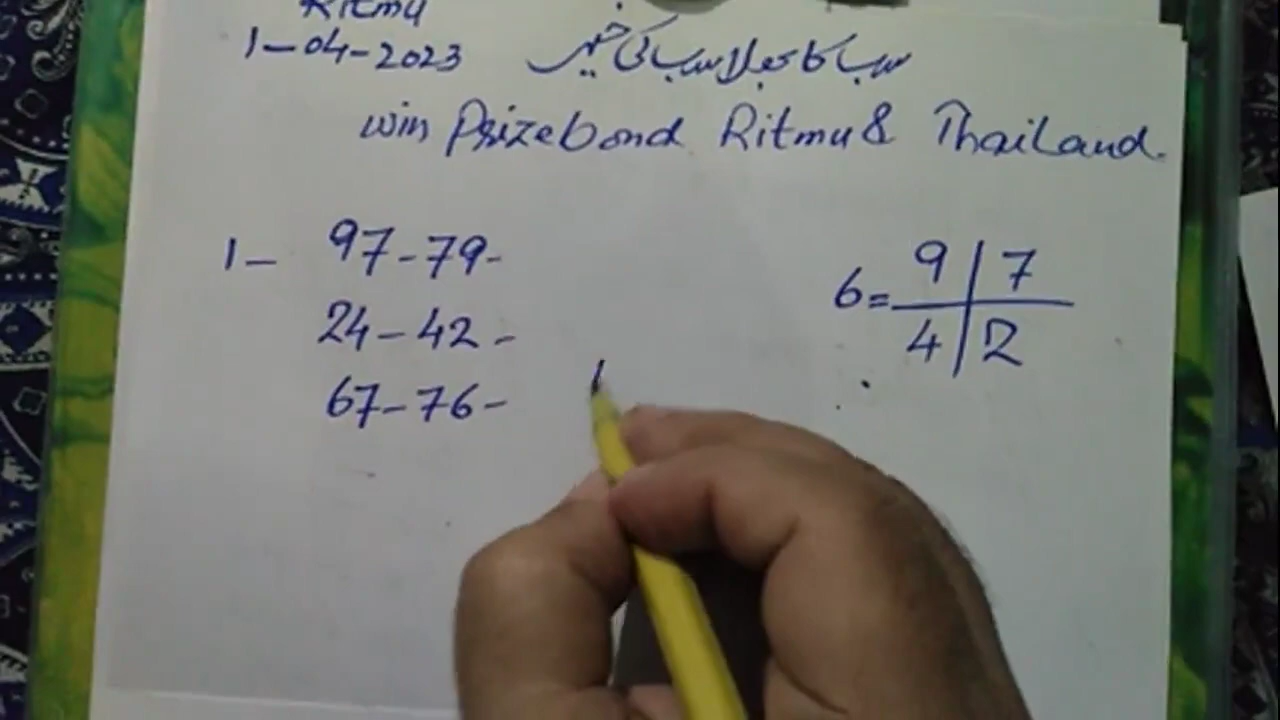 Ritmu
1-04-2023 سب کا بھلا سب کی خیر
win Prizebond Ritmu & Thailand.
1- 97-79-
24-42-
67-76-
9 | 7
6=
4 | 2